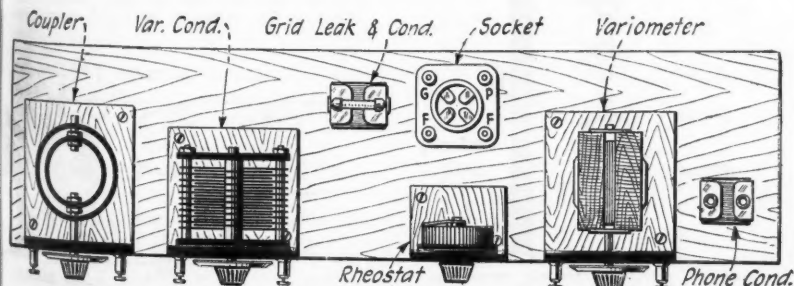 Coupler
Var. Cond.
Grid Leak & Cond.
Socket
Variometer
G P
F F
Rheostat
Phone Cond.